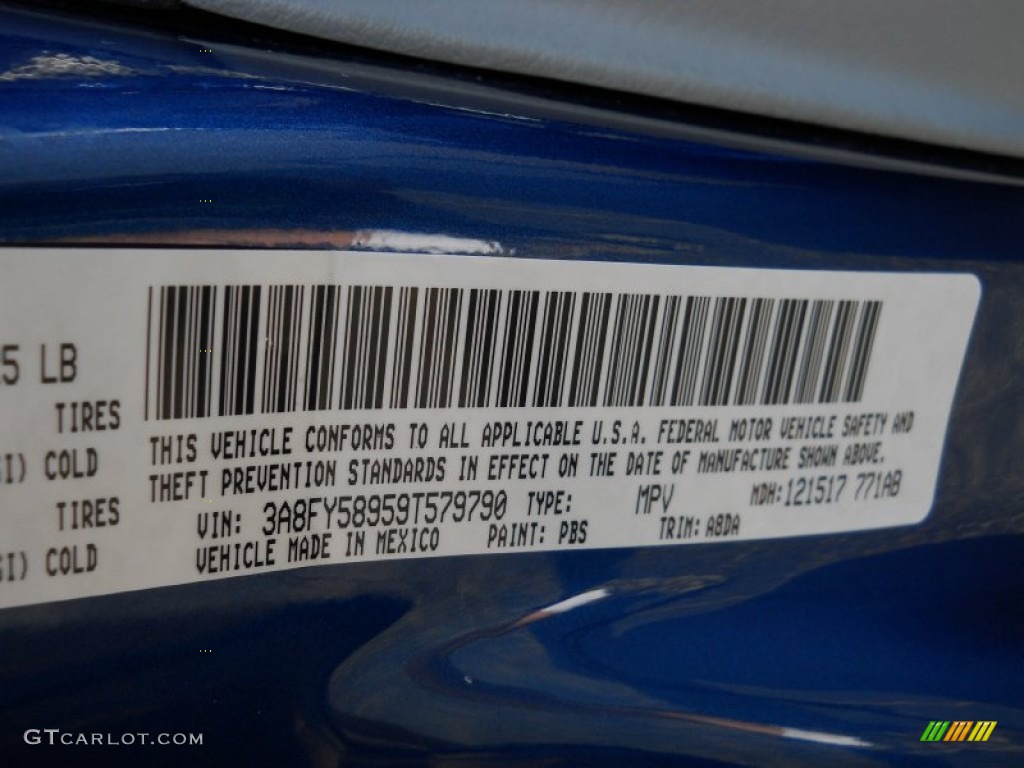 5 LB
TIRES
COLD
TIRES
COLD
THIS VEHICLE CONFORMS TO ALL APPLICABLE U.S.A. FEDERAL MOTOR VEHICLE SAFETY AND
THEFT PREVENTION STANDARDS IN EFFECT ON THE DATE OF MANUFACTURE SHOWN ABOVE.
VIN: 3A8FY58959T579790 TYPE: MPV MDH:121517 771AB
VEHICLE MADE IN MEXICO PAINT: PBS TRIM: A8DA
GTCARLOT.COM